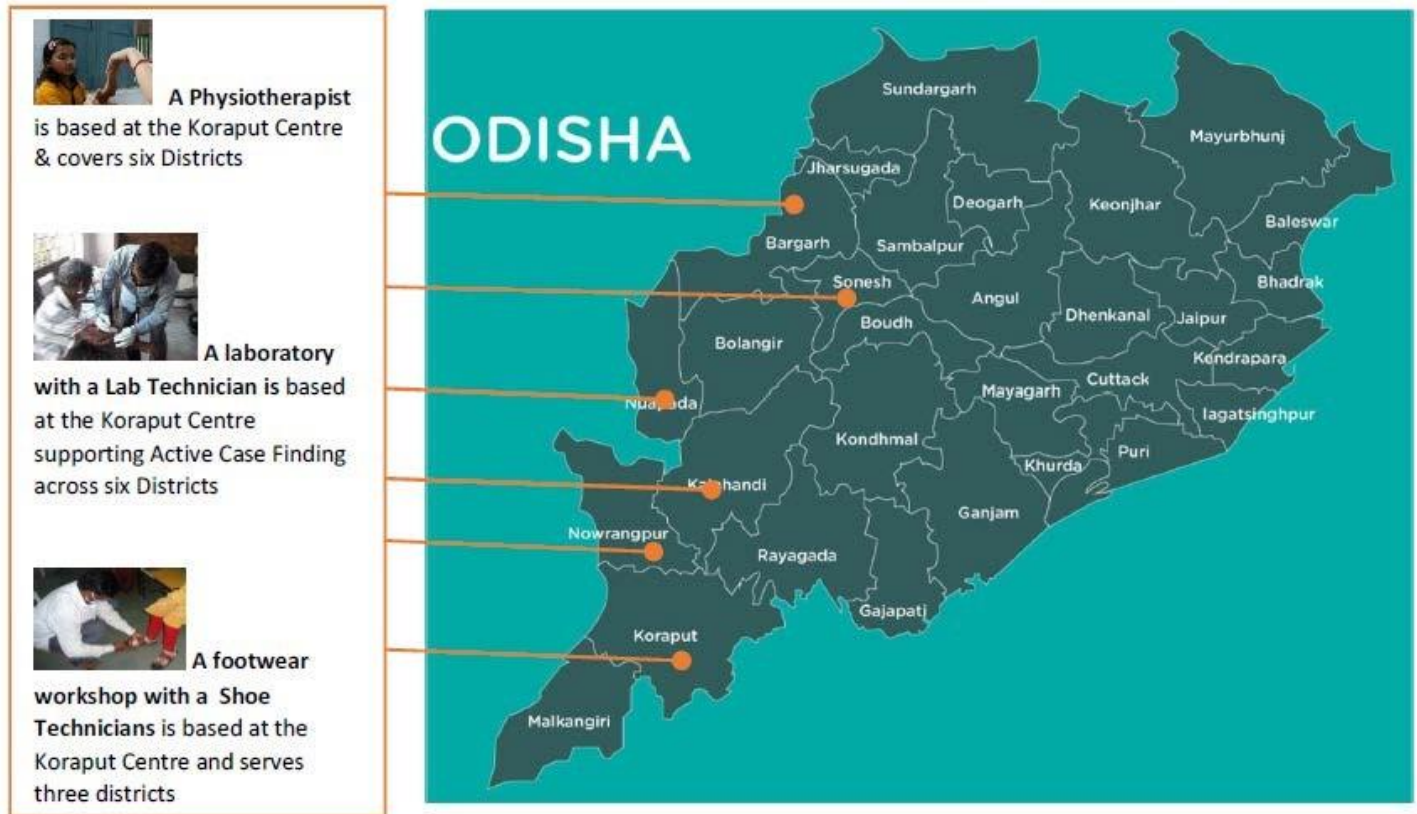 A Physiotherapist
is based at the Koraput Centre
& covers six Districts
A laboratory
with a Lab Technician is based
at the Koraput Centre
supporting Active Case Finding
across six Districts
A footwear
workshop with a Shoe
Technicians is based at the
Koraput Centre and serves
three districts
ODISHA
Sundargarh
Mayurbhunj
Jharsugada
Deogarh
Keonjhar
Baleswar
Bargarh
Sambalpur
Sonesh
Angul
Bhadrak
Boudh
Dhenkanal
Jaipur
Bolangir
Kendrapara
Mayagarh
Cuttack
Nuapada
Iagatsinghpur
Kondhmal
Puri
Khurda
Kalahandi
Ganjam
Nowrangpur
Rayagada
Gajapati
Koraput
Malkangiri